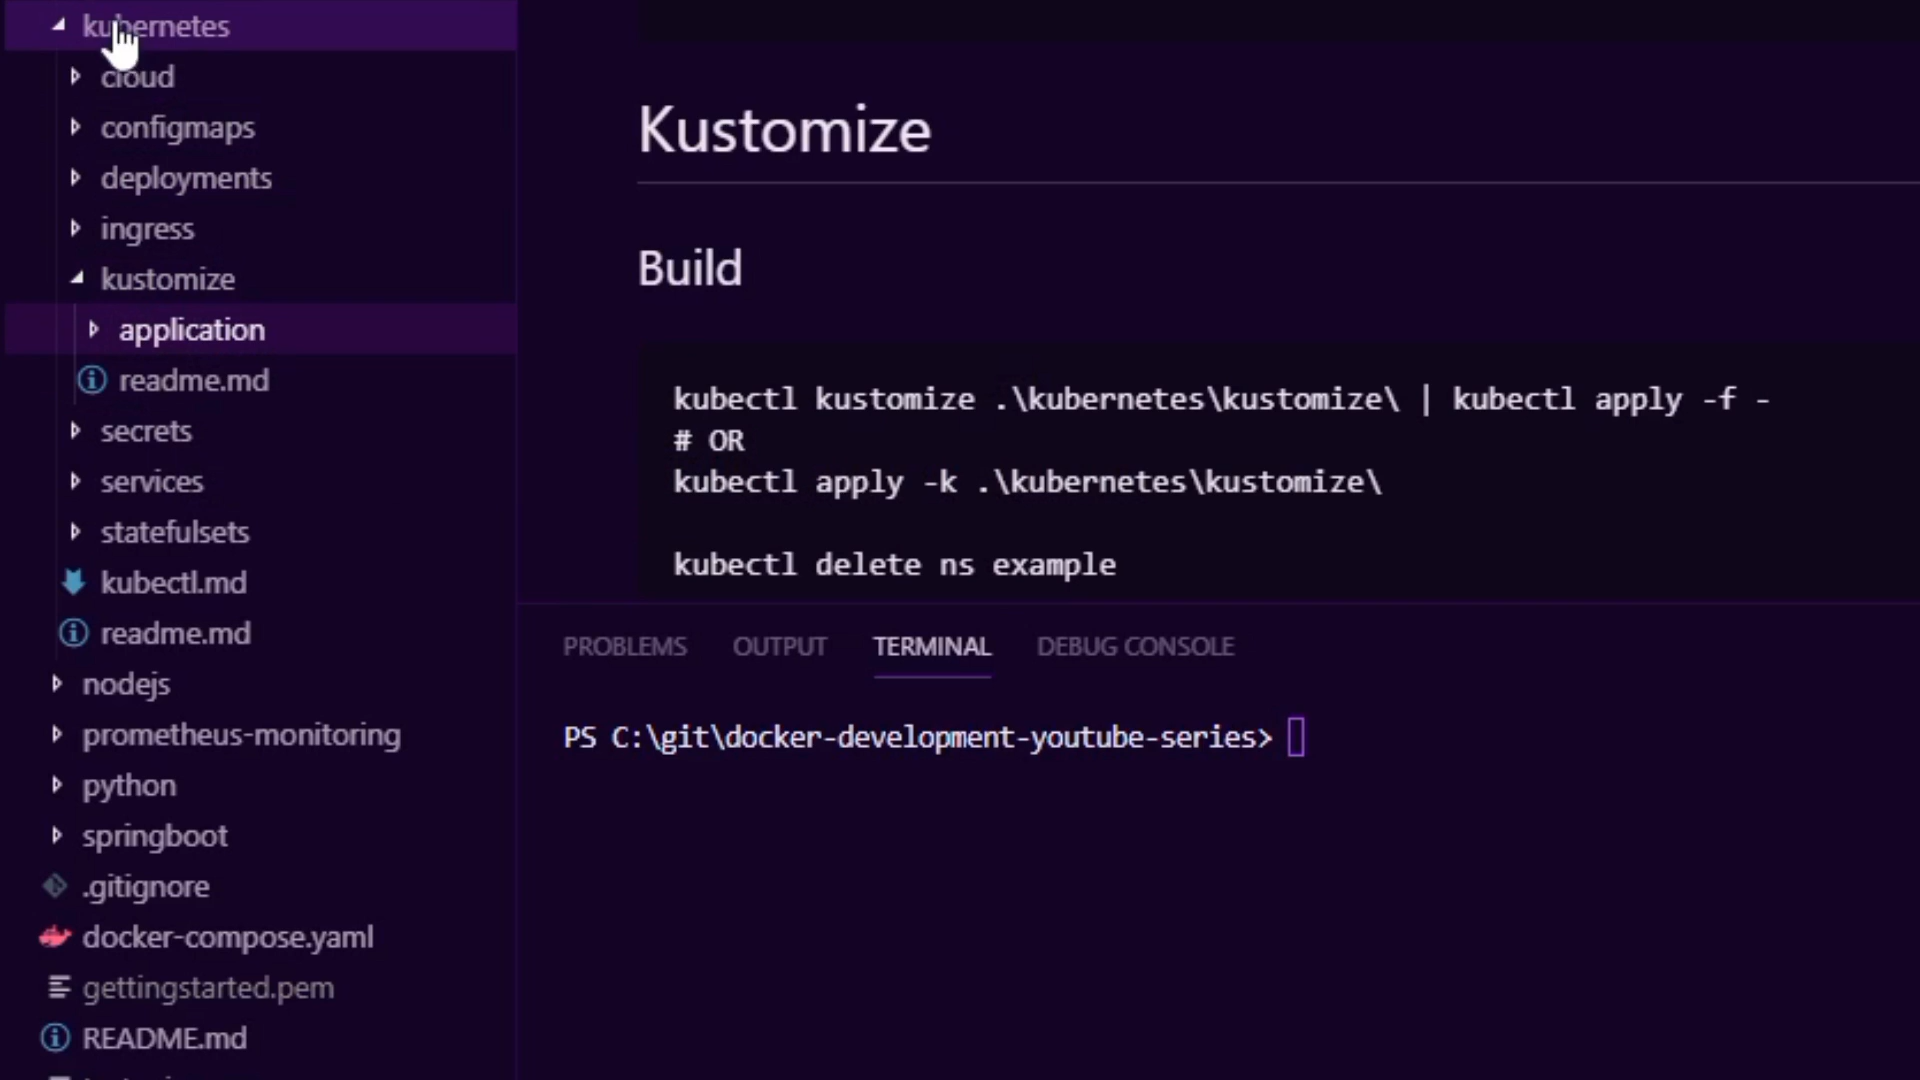 kubernetes
cloud
configmaps
deployments
ingress
kustomize
application
readme.md
secrets
services
statefulsets
kubectl.md
readme.md
nodejs
prometheus-monitoring
python
springboot
.gitignore
docker-compose.yaml
gettingstarted.pem
README.md
Kustomize
Build
kubectl kustomize .\kubernetes\kustomize\ | kubectl apply -f -
# OR
kubectl apply -k .\kubernetes\kustomize\
kubectl delete ns example
PROBLEMS OUTPUT TERMINAL DEBUG CONSOLE
PS C:\git\docker-development-youtube-series>